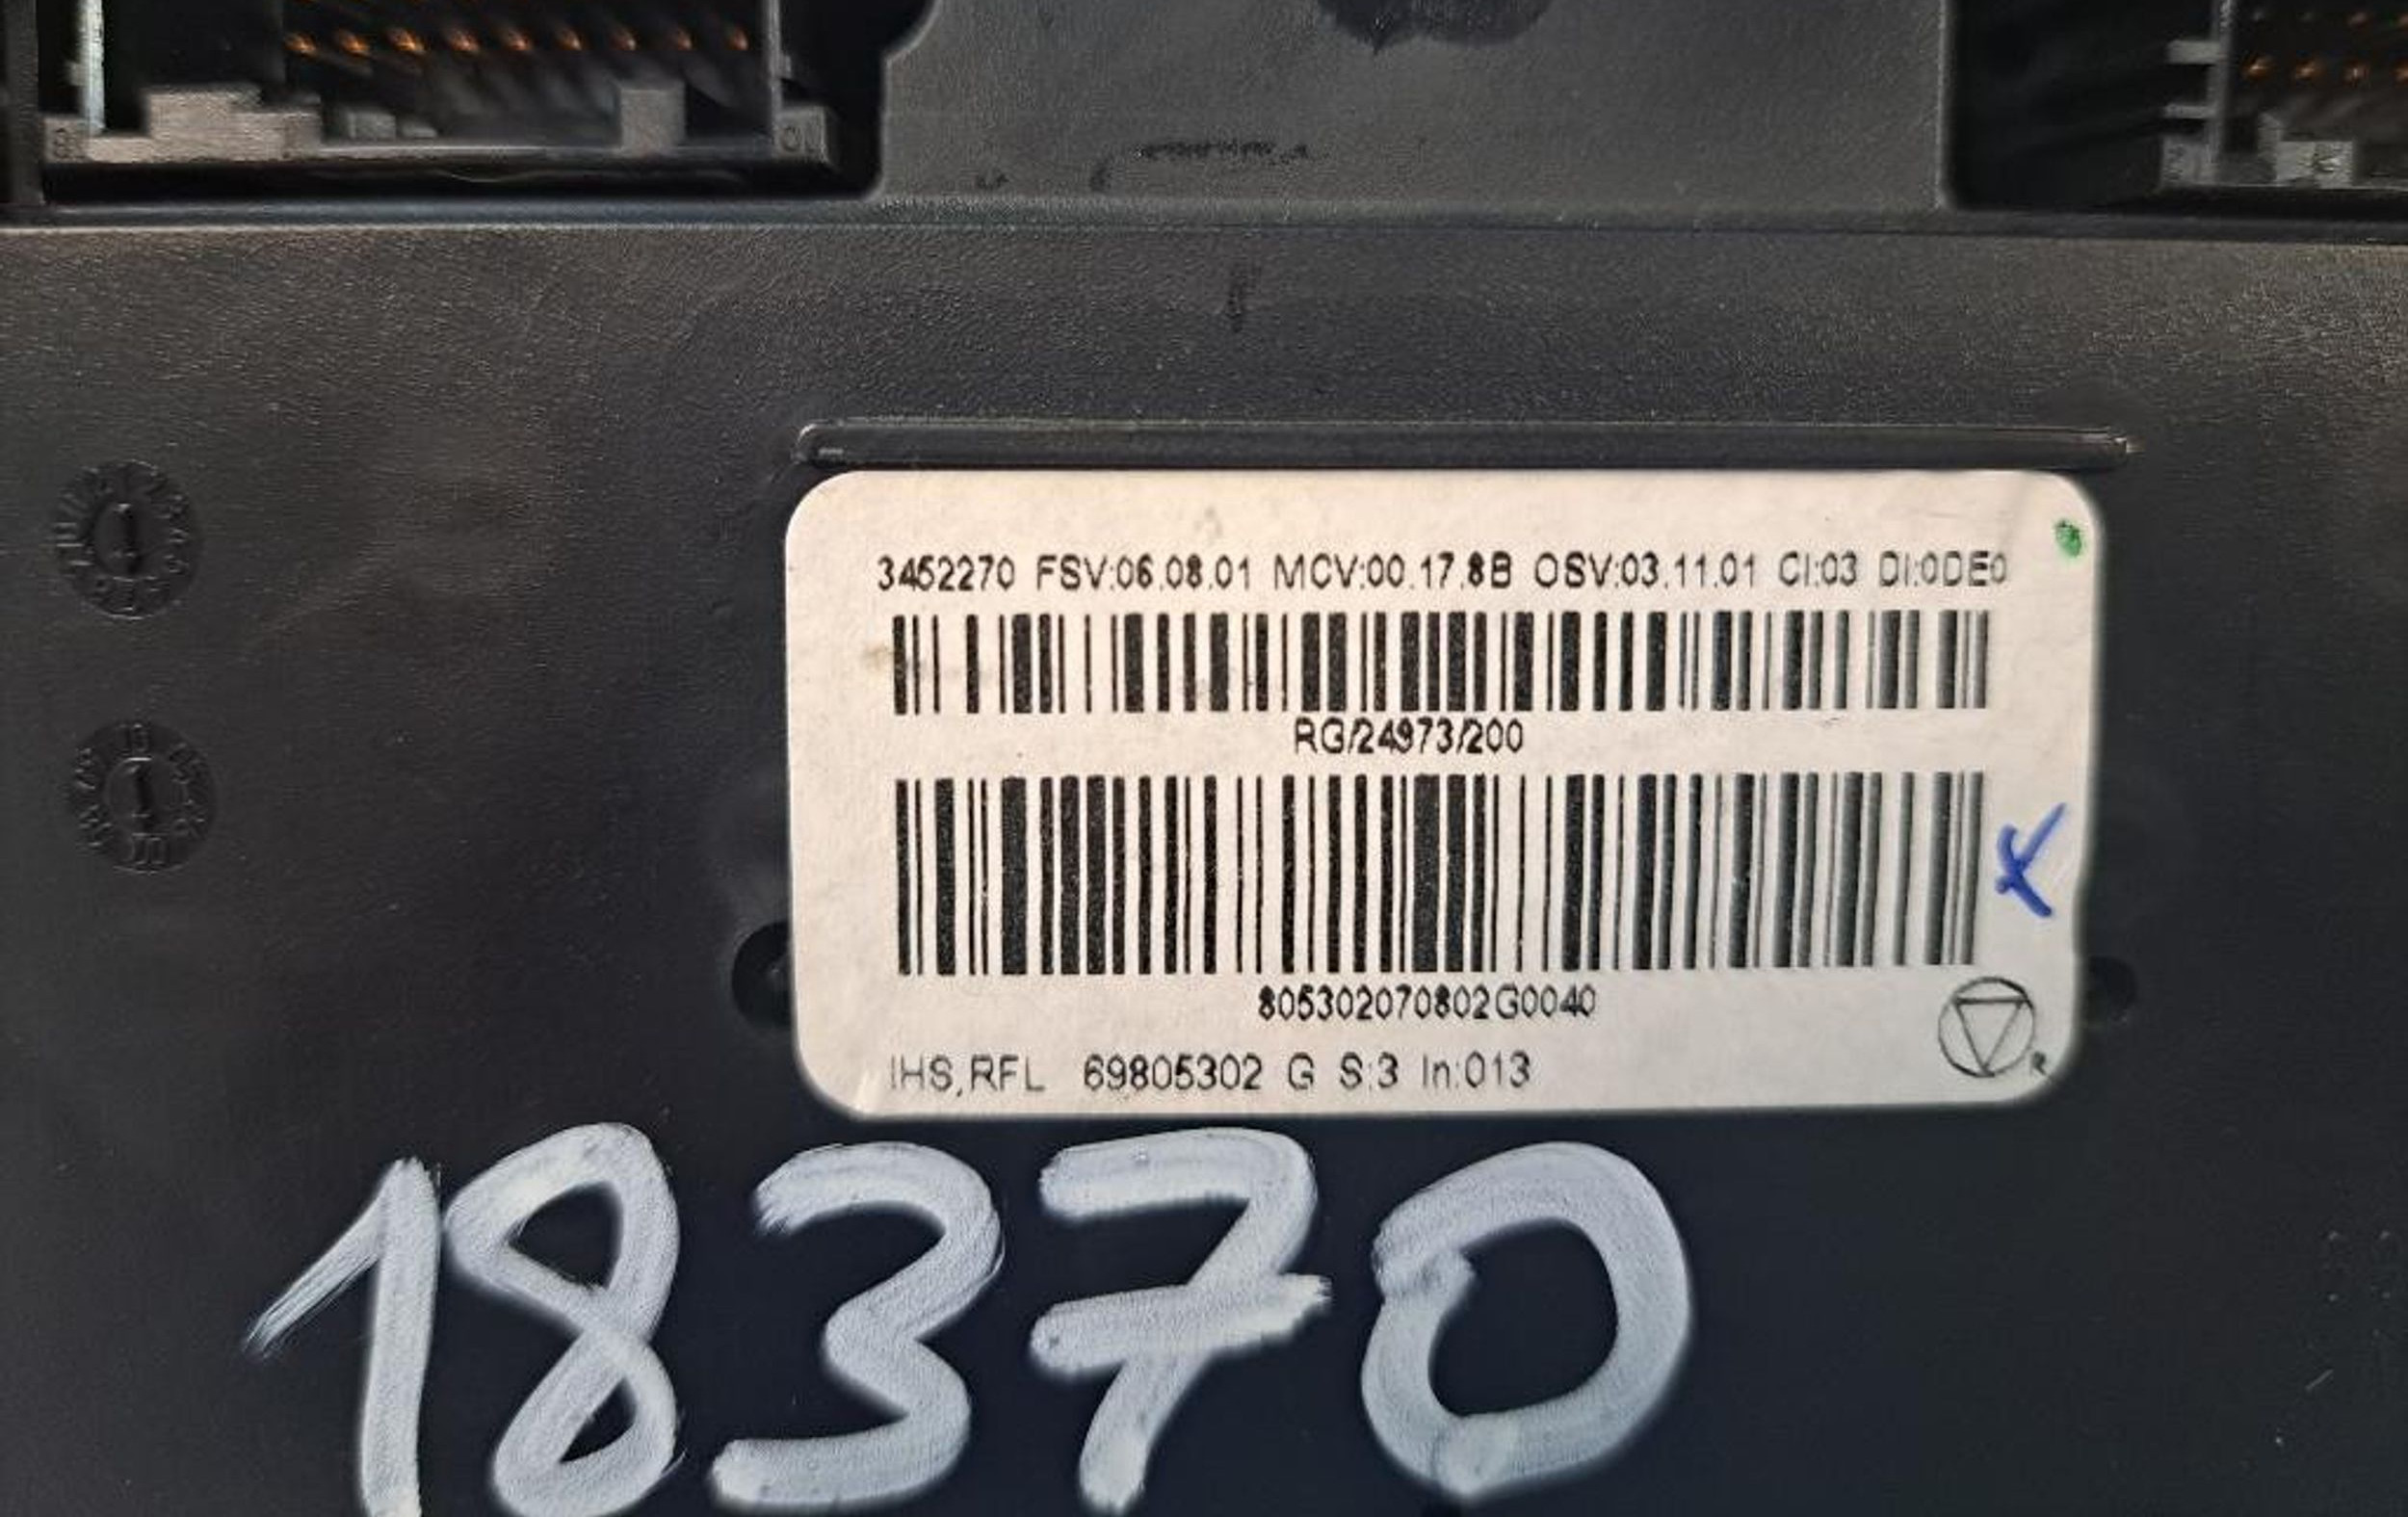 3452270 FSV:06.08.01 MCV:00.17.8B OSV:03.11.01 CI:03 DI:0DE0
RG/24973/200
805302070802G0040
IHS,RFL 69805302 G S:3 In:013
R
18370